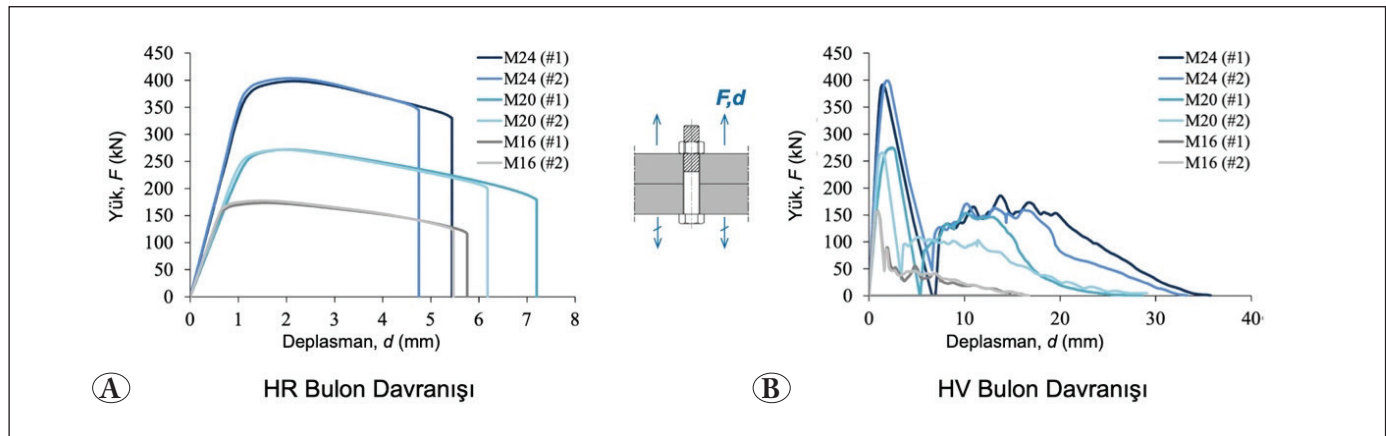 450
400
350
300
250
200
150
100
50
0
Yük, F (kN)
0 1 2 3 4 5 6 7 8
Deplasman, d (mm)
M24 (#1)
M24 (#2)
M20 (#1)
M20 (#2)
M16 (#1)
M16 (#2)
A
HR Bulon Davranışı
F,d
450
400
350
300
250
200
150
100
50
0
Yük, F (kN)
0 10 20 30 40
Deplasman, d (mm)
M24 (#1)
M24 (#2)
M20 (#1)
M20 (#2)
M16 (#1)
M16 (#2)
B
HV Bulon Davranışı